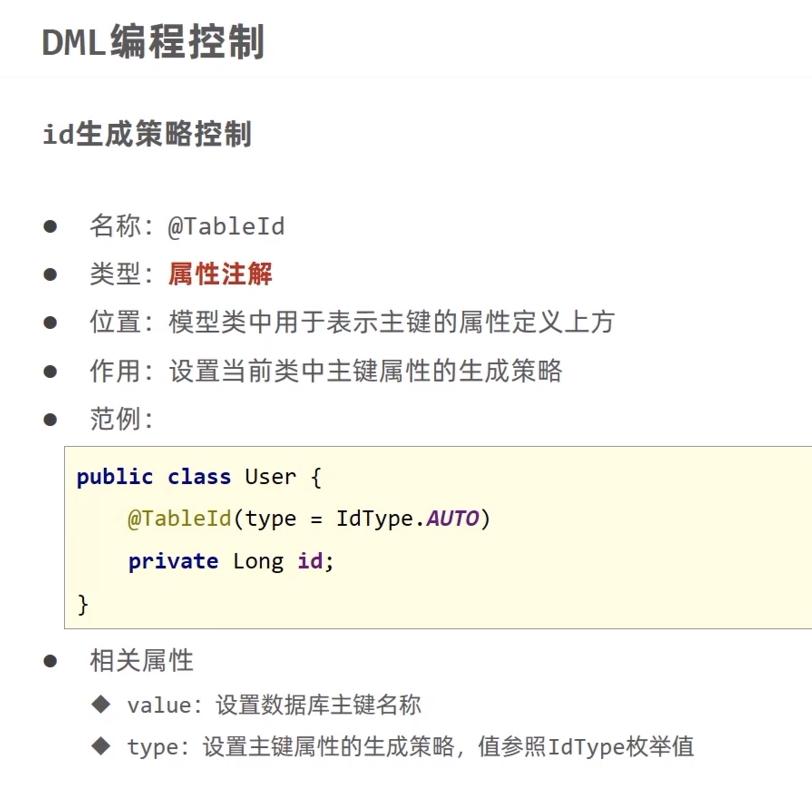 DML编程控制
id生成策略控制
● 名称：@TableId
● 类型：属性注解
● 位置：模型类中用于表示主键的属性定义上方
● 作用：设置当前类中主键属性的生成策略
● 范例：
public class User {
    @TableId(type = IdType.AUTO)
    private Long id;
}
● 相关属性
◆ value：设置数据库主键名称
◆ type：设置主键属性的生成策略，值参照IdType枚举值